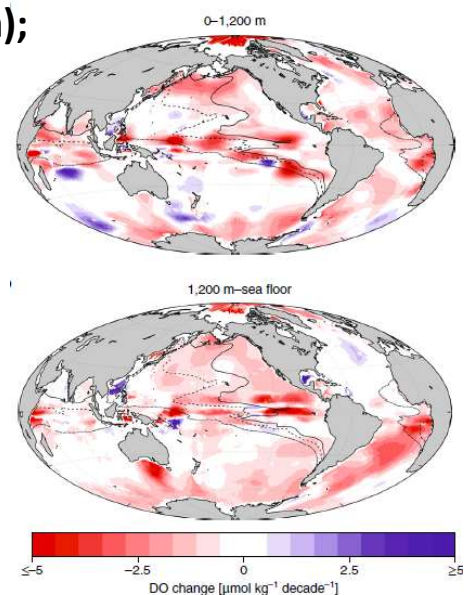 );
0–1,200 m
1,200 m–sea floor
≤−5 −2.5 0 2.5 ≥5
DO change [μmol kg⁻¹ decade⁻¹]